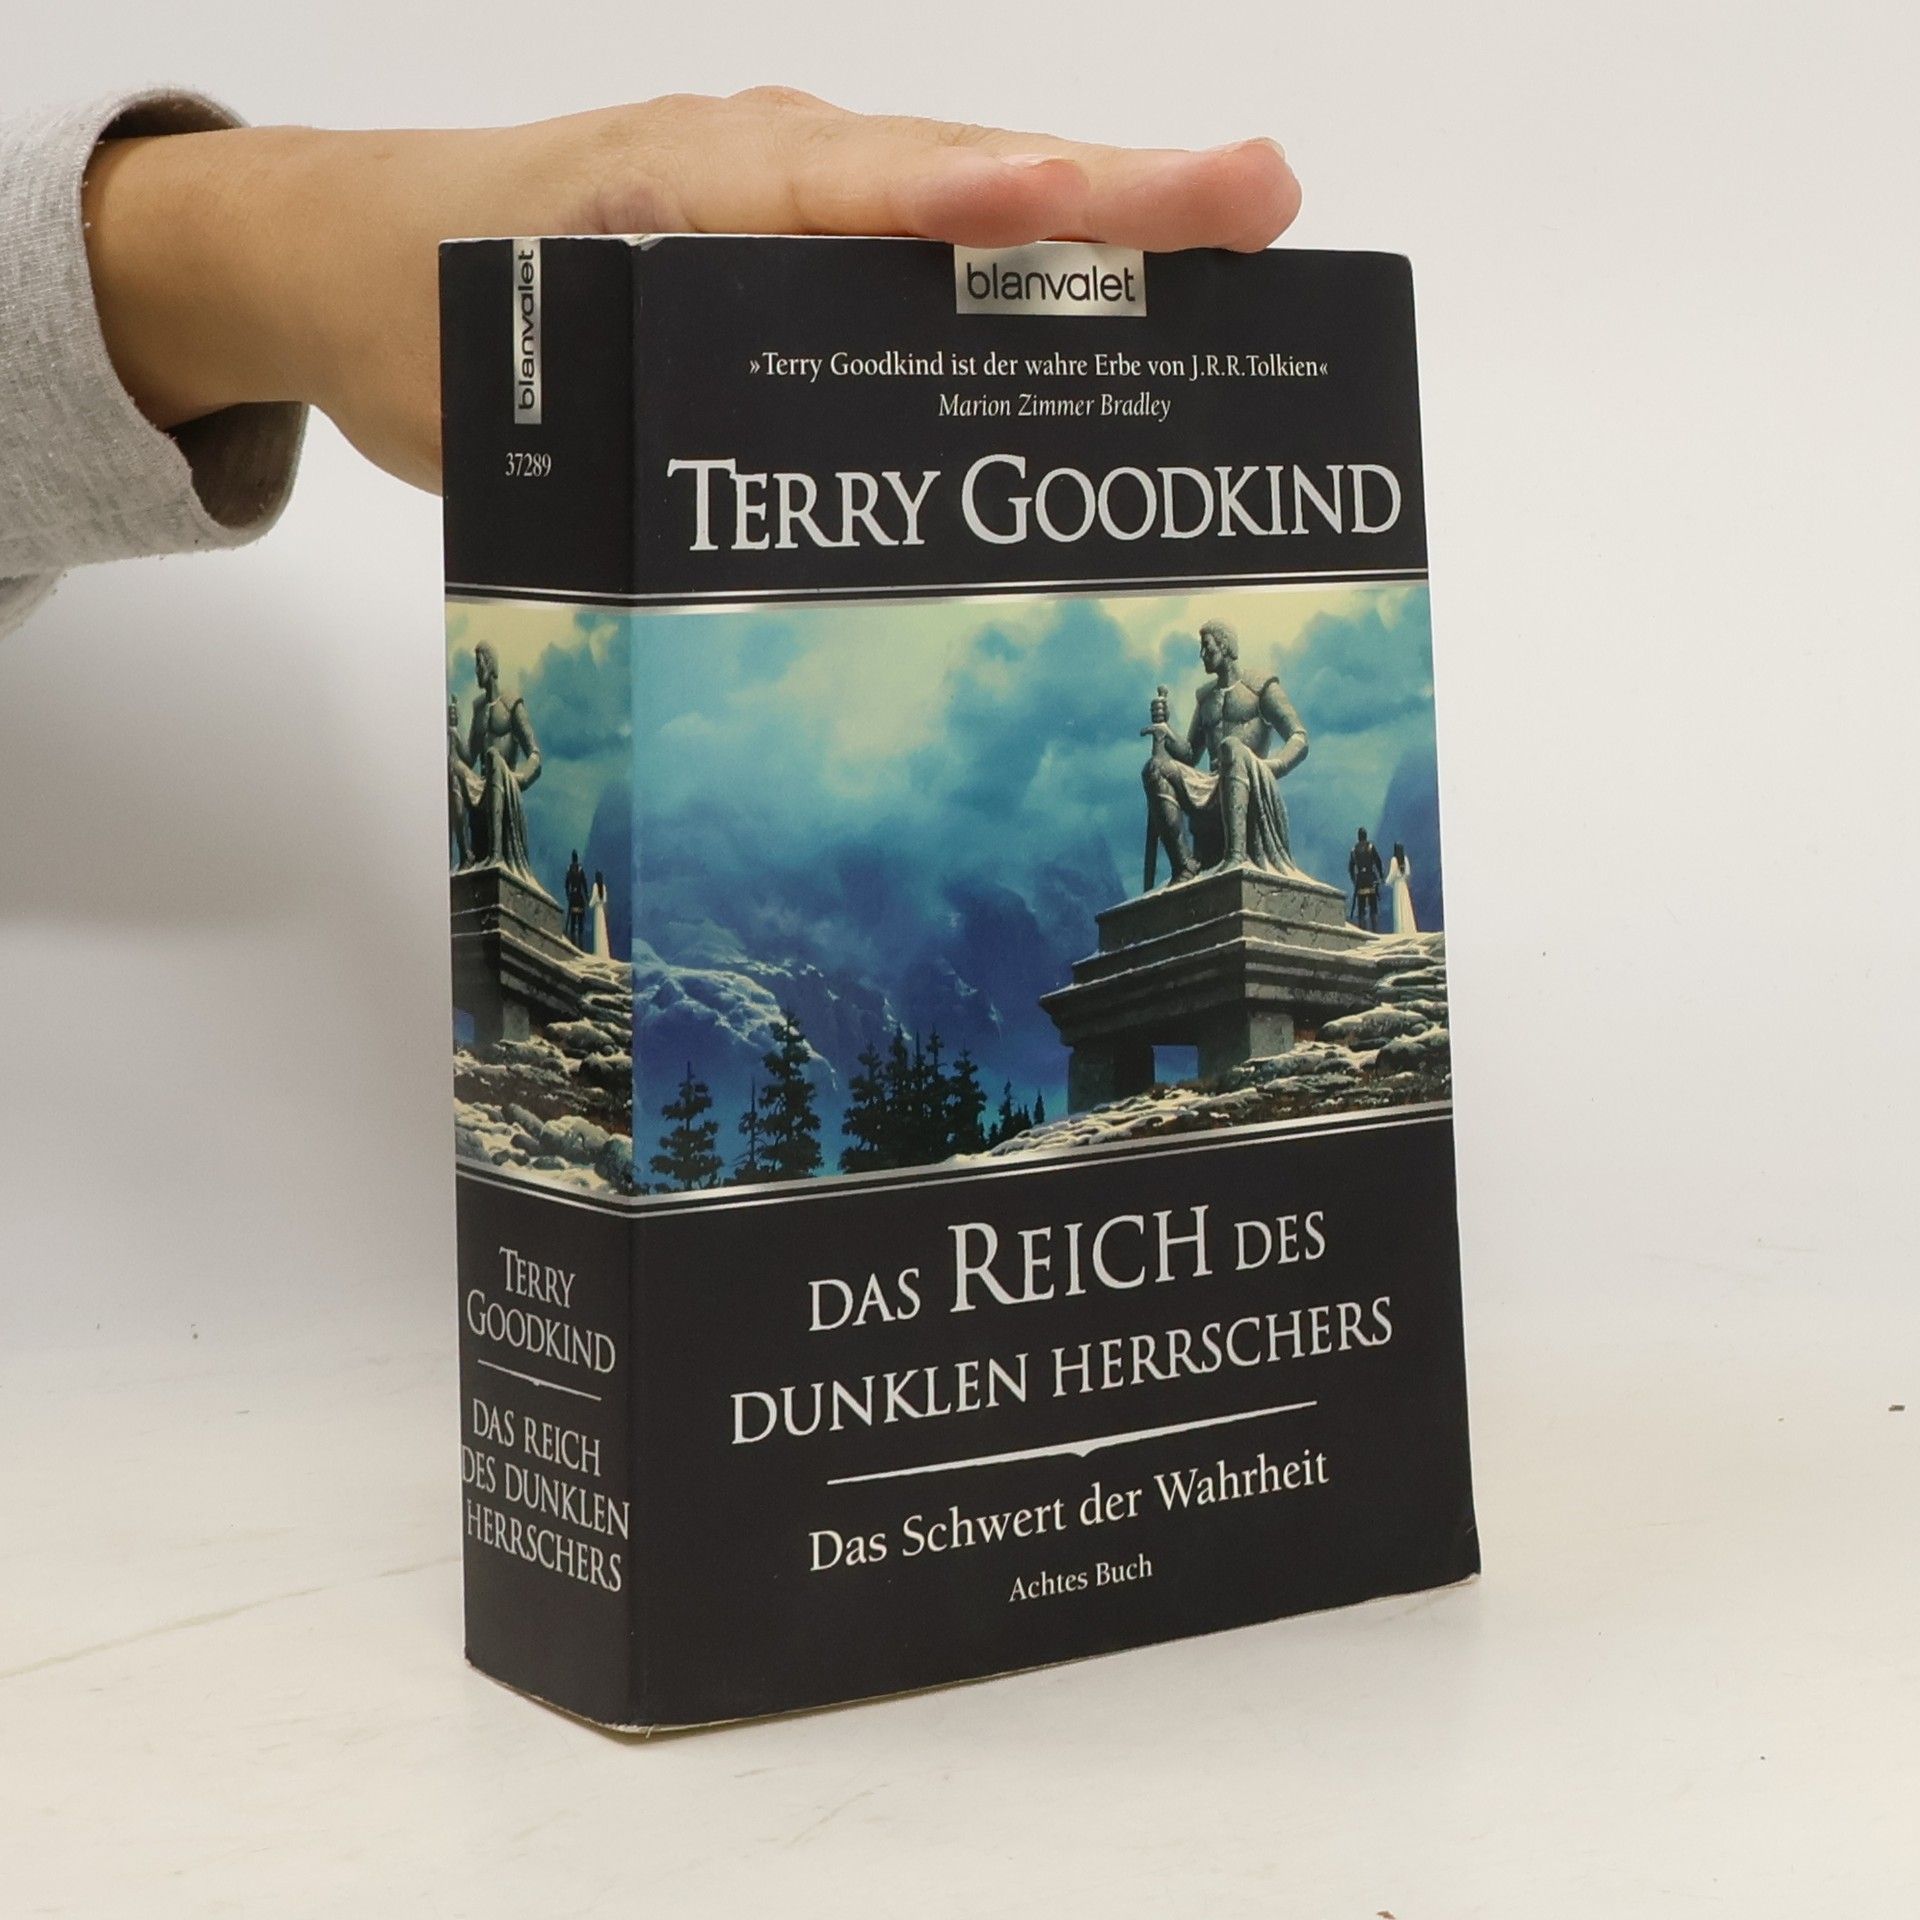 blanvalet
37289
TERRY
GOODKIND
DAS REICH
DES DUNKLEN
HERRSCHERS
blanvalet
»Terry Goodkind ist der wahre Erbe von J.R.R.Tolkien«
Marion Zimmer Bradley
TERRY GOODKIND
DAS REICH DES
DUNKLEN HERRSCHERS
Das Schwert der Wahrheit
Achtes Buch